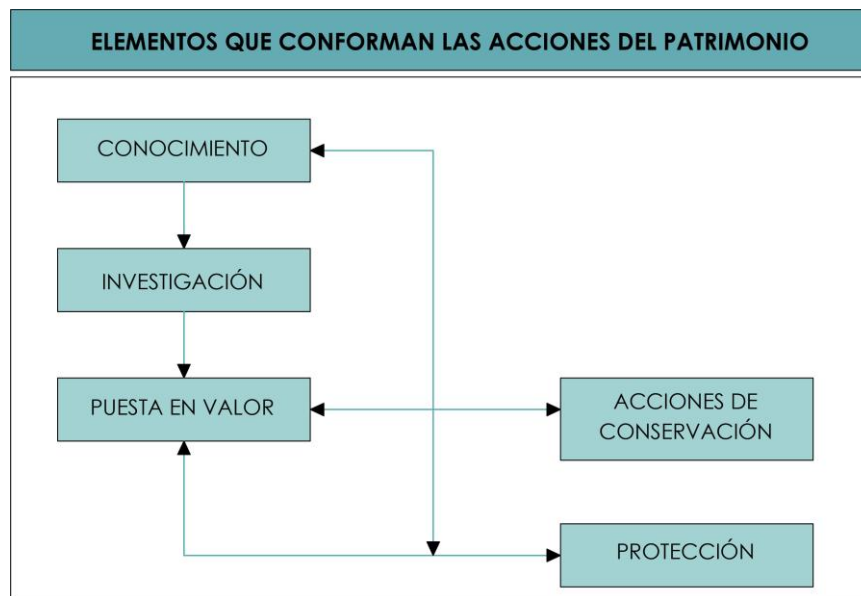 ELEMENTOS QUE CONFORMAN LAS ACCIONES DEL PATRIMONIO
CONOCIMIENTO
INVESTIGACIÓN
PUESTA EN VALOR
ACCIONES DE
CONSERVACIÓN
PROTECCIÓN